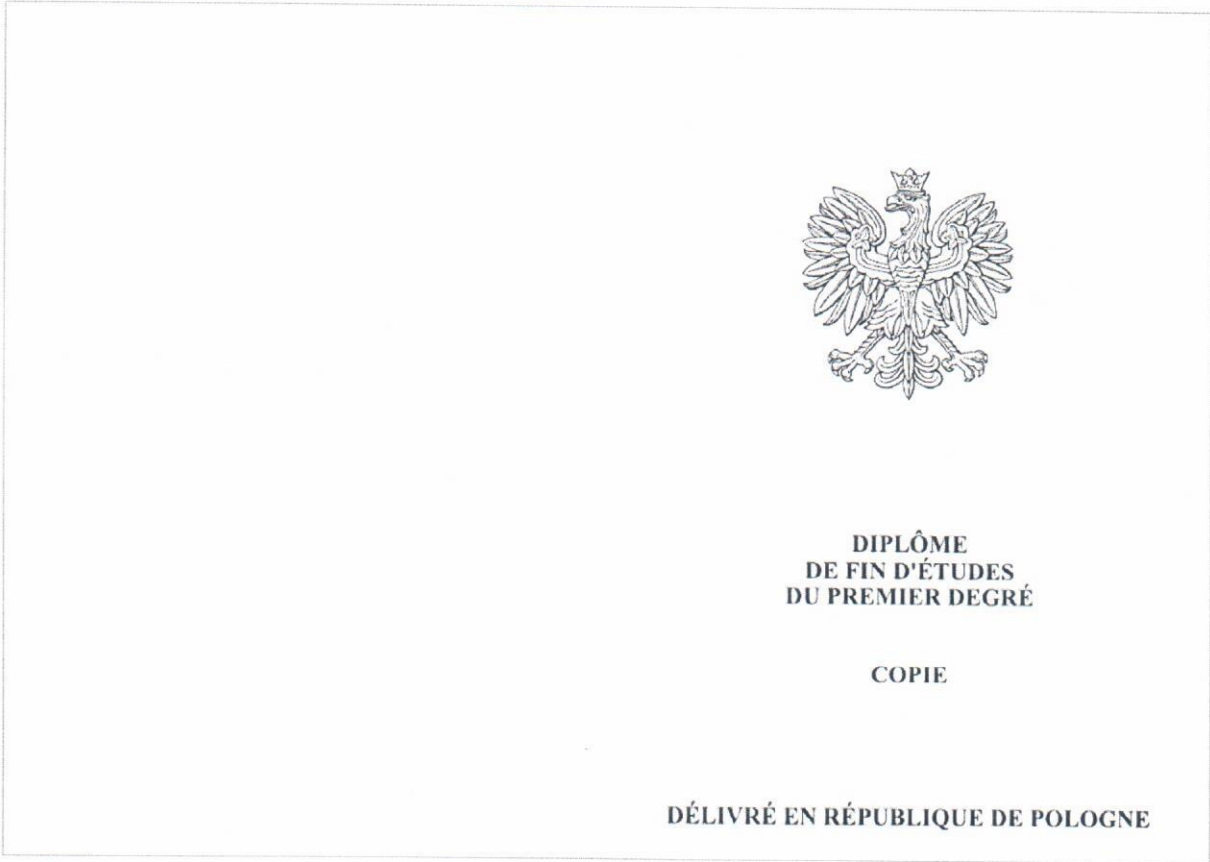 DIPLÔME
DE FIN D'ÉTUDES
DU PREMIER DEGRÉ
COPIE
DÉLIVRÉ EN RÉPUBLIQUE DE POLOGNE